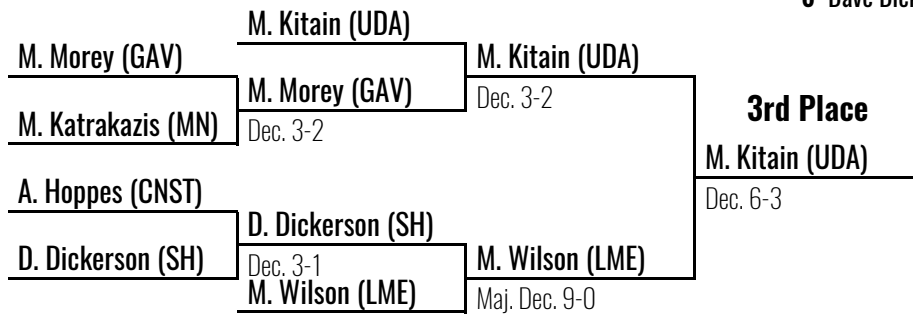 6 Dave
M. Kitain (UDA)
M. Morey (GAV)
M. Kitain (UDA)
M. Morey (GAV)
Dec. 3-2
3rd Place
M. Katrakazis (MN)
Dec. 3-2
M. Kitain (UDA)
A. Hoppes (CNST)
Dec. 6-3
D. Dickerson (SH)
D. Dickerson (SH)
Dec. 3-1
M. Wilson (LME)
M. Wilson (LME)
Maj. Dec. 9-0